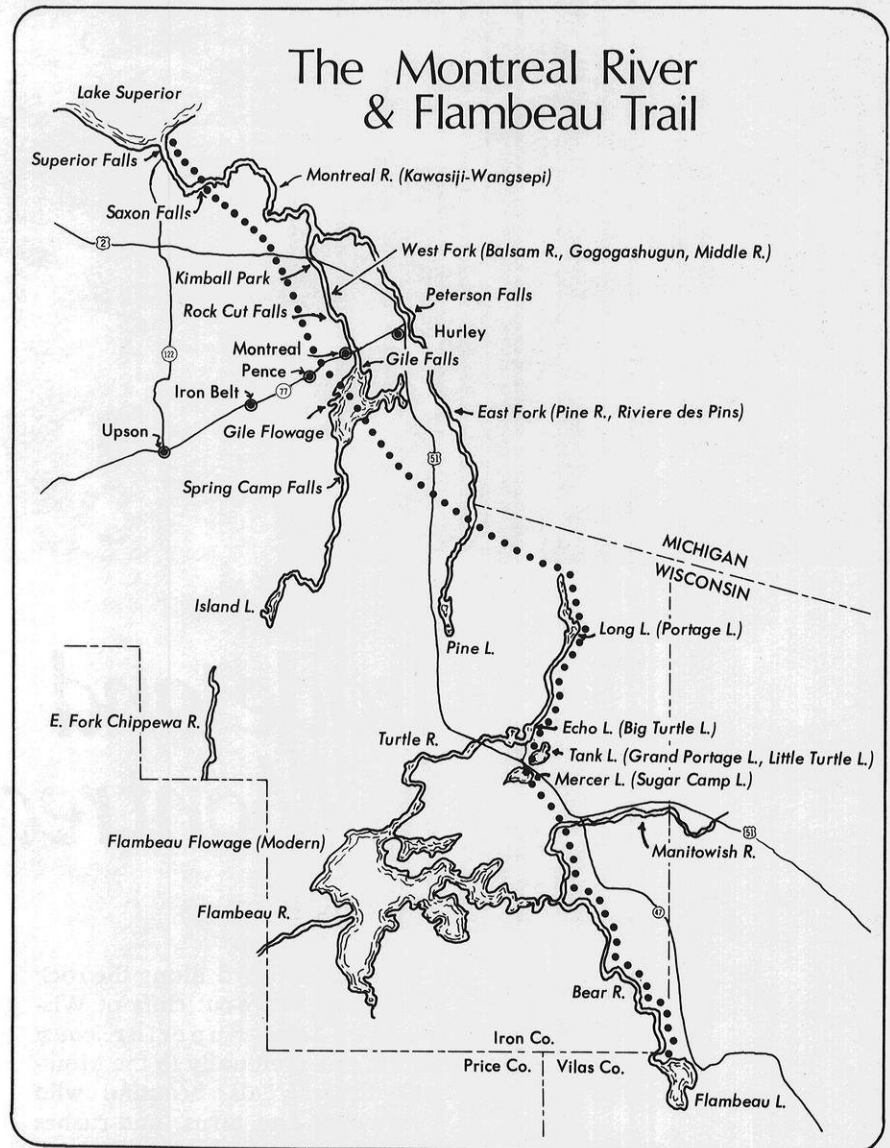 The Montreal River
& Flambeau Trail
Lake Superior
Superior Falls
Montreal R. (Kawasiji-Wangsepi)
Saxon Falls
2
West Fork (Balsam R., Gogogashugun, Middle R.)
Kimball Park
Peterson Falls
Rock Cut Falls
Hurley
Montreal
Gile Falls
122
Pence
Iron Belt
77
East Fork (Pine R., Riviere des Pins)
Gile Flowage
Upson
51
Spring Camp Falls
MICHIGAN
WISCONSIN
Island L.
Long L. (Portage L.)
Pine L.
E. Fork Chippewa R.
Echo L. (Big Turtle L.)
Turtle R.
Tank L. (Grand Portage L., Little Turtle L.)
Mercer L. (Sugar Camp L.)
51
Flambeau Flowage (Modern)
Manitowish R.
Flambeau R.
47
Bear R.
Iron Co.
Price Co.
Vilas Co.
Flambeau L.